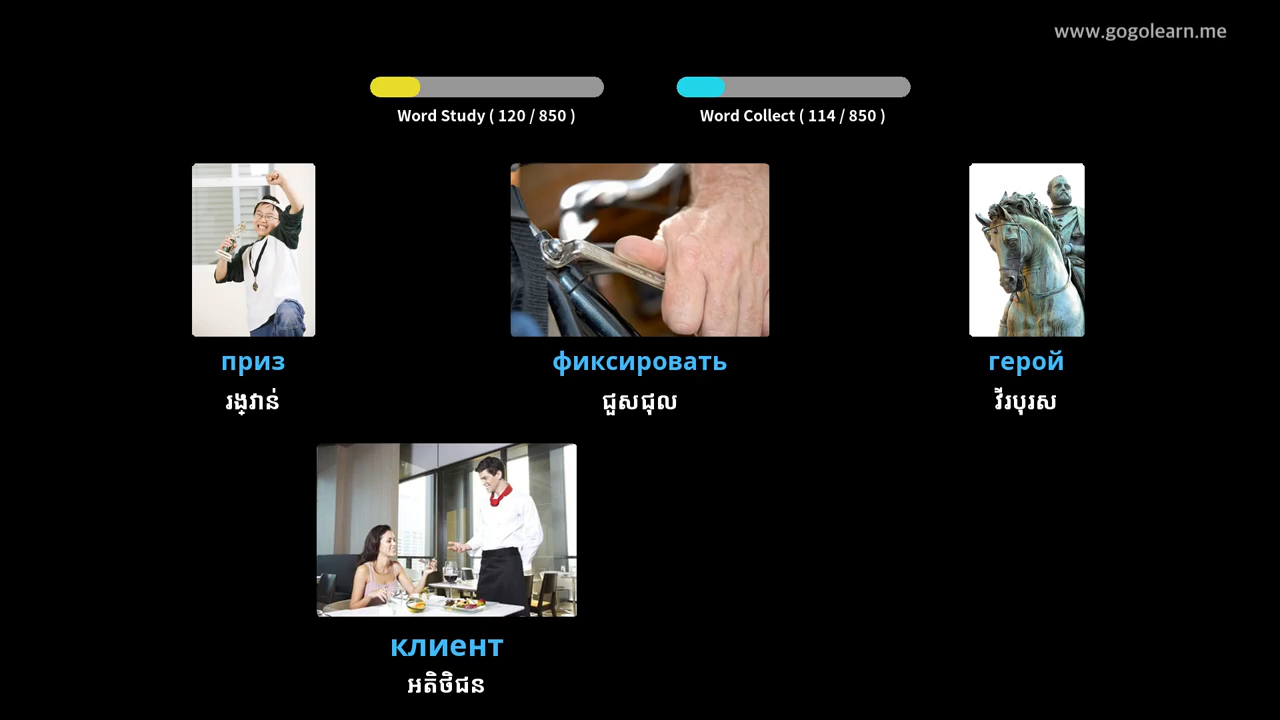 www.gogolearn.me
Word Study ( 120 / 850 )
Word Collect ( 114 / 850 )
приз
រង្វាន់
фиксировать
ជួសជុល
герой
វីរបុរស
клиент
អតិថិជន